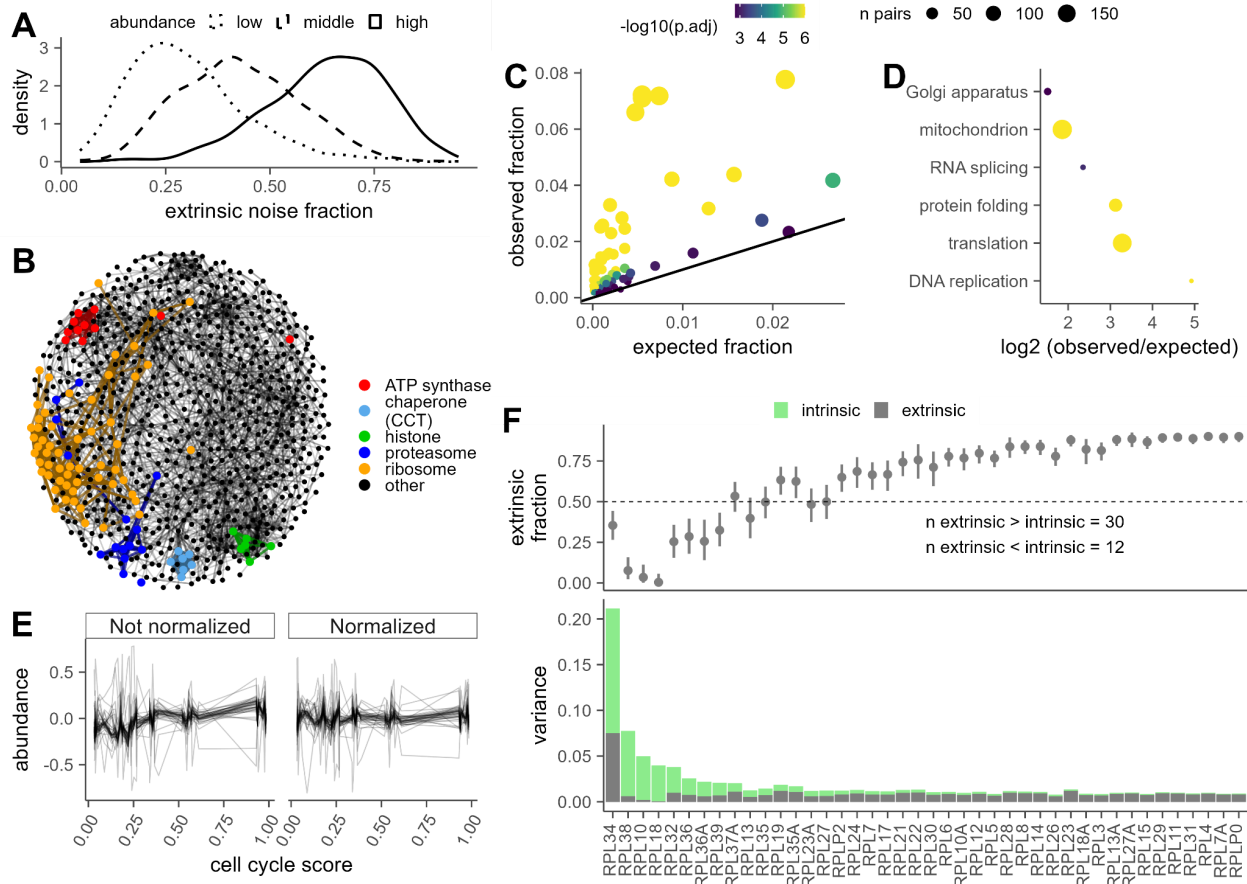 A
abundance low middle high
density
3
2
1
0
0.00 0.25 0.50 0.75
extrinsic noise fraction
B
ATP synthase
chaperone
(CCT)
histone
proteasome
ribosome
other
-log10(p.adj)
3 4 5 6
n pairs 50 100 150
C
observed fraction
0.08
0.06
0.04
0.02
0.00
0.00 0.01 0.02
expected fraction
D
Golgi apparatus
mitochondrion
RNA splicing
protein folding
translation
DNA replication
2 3 4 5
log2 (observed/expected)
E
Not normalized Normalized
abundance
0.5
0.0
-0.5
0.00 0.25 0.50 0.75 1.00 0.00 0.25 0.50 0.75 1.00
cell cycle score
F
intrinsic extrinsic
extrinsic
fraction
0.75
0.50
0.25
0.00
n extrinsic > intrinsic = 30
n extrinsic < intrinsic = 12
variance
0.20
0.15
0.10
0.05
0.00
RPL34 RPL38 RPL10 RPL18 RPL32 RPL36 RPL36A RPL39 RPL37A RPL13 RPL35 RPL19 RPL35A RPL23A RPL27 RPLP2 RPL24 RPL7 RPL17 RPL21 RPL22 RPL30 RPL6 RPL10A RPL12 RPL5 RPL28 RPL8 RPL14 RPL26 RPL23 RPL18A RPL3 RPL13A RPL27A RPL15 RPL29 RPL11 RPL31 RPL4 RPL7A RPLP0